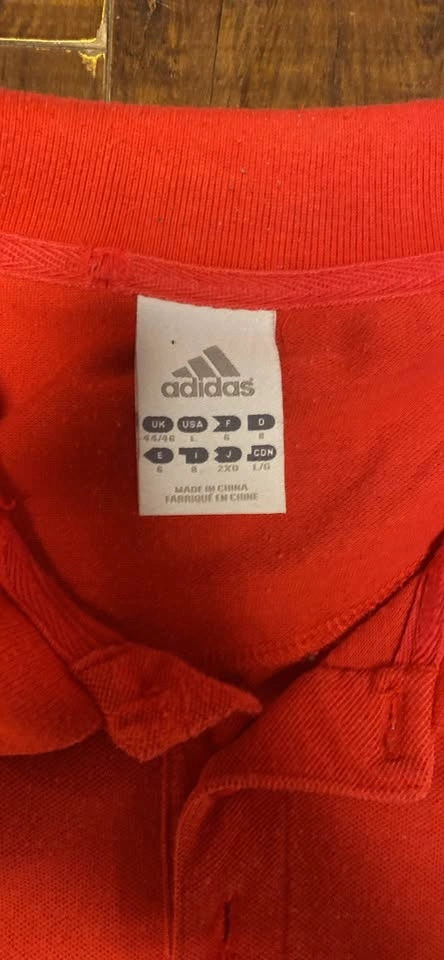 adidas
UK USA F D
44/46 L 6 8
E I J CDN
6 8 2XO L/G
MADE IN CHINA
FABRIQUÉ EN CHINE